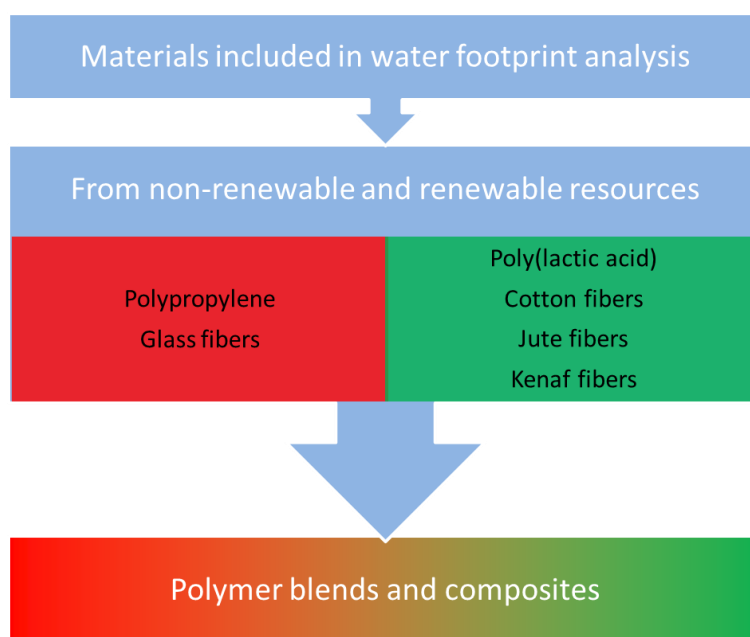 Materials included in water footprint analysis
From non-renewable and renewable resources
Polypropylene
Glass fibers
Poly(lactic acid)
Cotton fibers
Jute fibers
Kenaf fibers
Polymer blends and composites